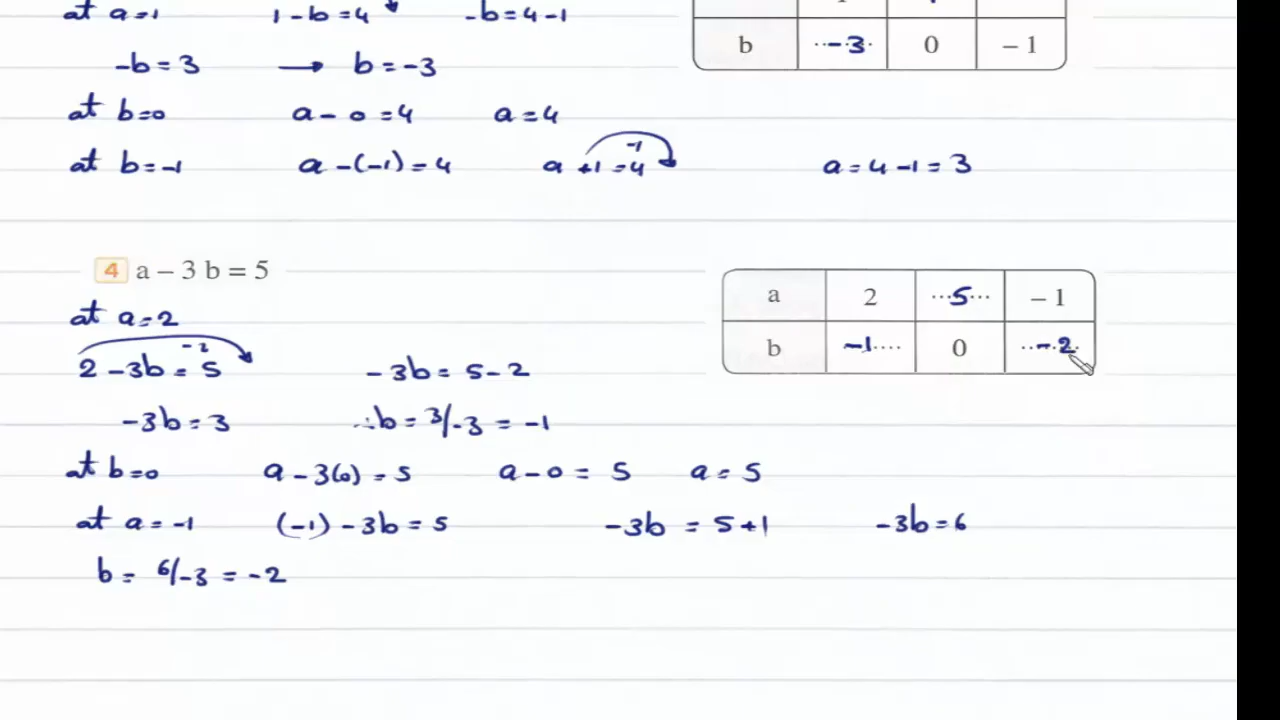 at a=1 1-b=4 -b=4-1
b -3 0 -1
-b=3 → b=-3
at b=0 a-0=4 a=4
at b=-1 a-(-1)=4 a+1=4 -1 a=4-1=3
4 a – 3 b = 5
a 2 5 – 1
b -1 0 -2
at a=2
2-3b=5 -2 -3b=5-2
-3b=3 ∴b=3/-3=-1
at b=0 a-3(0)=5 a-0=5 a=5
at a=-1 (-1)-3b=5 -3b=5+1 -3b=6
b=6/-3=-2